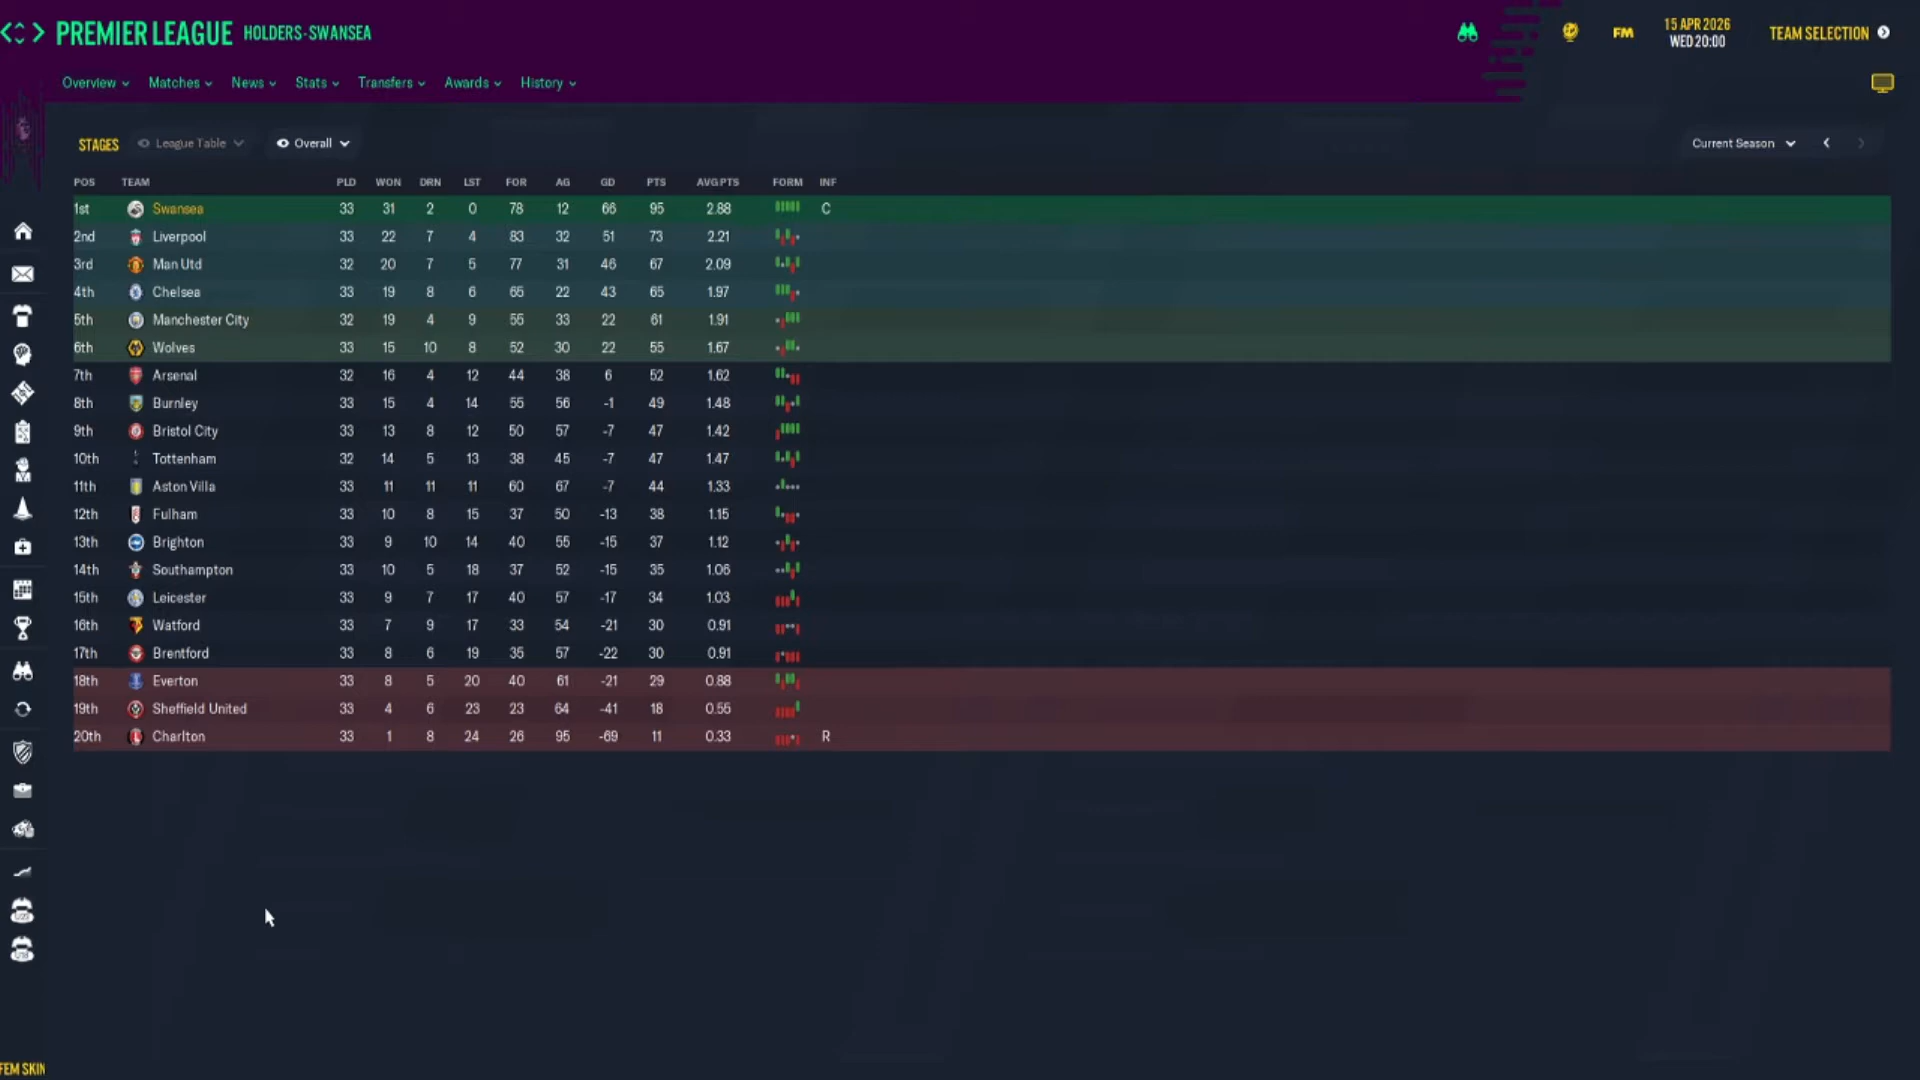 PREMIER LEAGUE HOLDERS - SWANSEA FM 15 APR 2026 TEAM SELECTION
WED 20:00
Overview Matches News Stats Transfers Awards History
STAGES League Table Overall Current Season
POS TEAM PLD WON DRN LST FOR AG GD PTS AVG PTS FORM INF
1st Swansea 33 31 2 0 78 12 66 95 2.88 C
2nd Liverpool 33 22 7 4 83 32 51 73 2.21
3rd Man Utd 32 20 7 5 77 31 46 67 2.09
4th Chelsea 33 19 8 6 65 22 43 65 1.97
5th Manchester City 32 19 4 9 55 33 22 61 1.91
6th Wolves 33 15 10 8 52 30 22 55 1.67
7th Arsenal 32 16 4 12 44 38 6 52 1.62
8th Burnley 33 15 4 14 55 56 -1 49 1.48
9th Bristol City 33 13 8 12 50 57 -7 47 1.42
10th Tottenham 32 14 5 13 38 45 -7 47 1.47
11th Aston Villa 33 11 11 11 60 67 -7 44 1.33
12th Fulham 33 10 8 15 37 50 -13 38 1.15
13th Brighton 33 9 10 14 40 55 -15 37 1.12
14th Southampton 33 10 5 18 37 52 -15 35 1.06
15th Leicester 33 9 7 17 40 57 -17 34 1.03
16th Watford 33 7 9 17 33 54 -21 30 0.91
17th Brentford 33 8 6 19 35 57 -22 30 0.91
18th Everton 33 8 5 20 40 61 -21 29 0.88
19th Sheffield United 33 4 6 23 23 64 -41 18 0.55
20th Charlton 33 1 8 24 26 95 -69 11 0.33 R
FEM SKIN